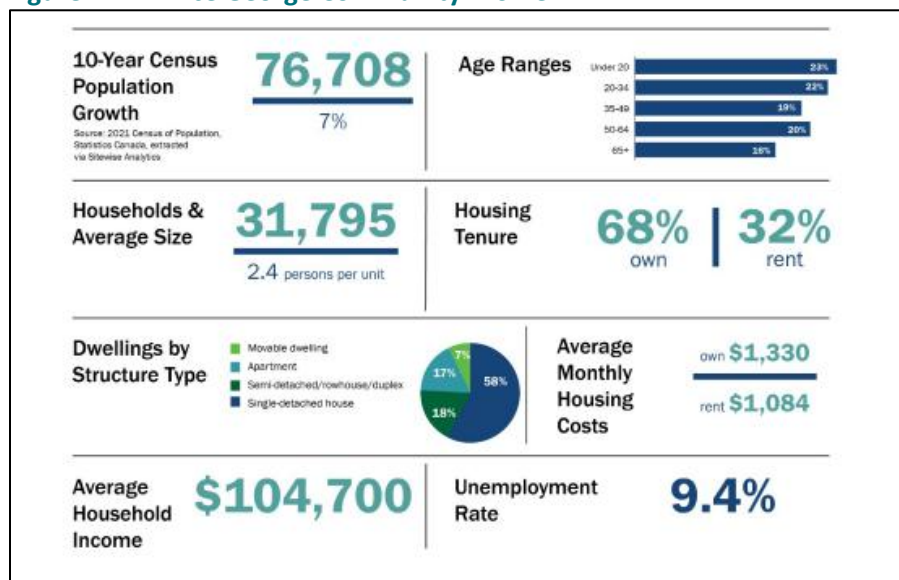 10-Year Census
Population
Growth
Source: 2021 Census of Population,
Statistics Canada, extracted
via Sitewise Analytics
76,708
7%
Age Ranges
Under 20
23%
20-34
22%
35-49
19%
50-64
20%
65+
16%
Households &
Average Size
31,795
2.4 persons per unit
Housing
Tenure
68%
own
32%
rent
Dwellings by
Structure Type
Movable dwelling
Apartment
Semi-detached/rowhouse/duplex
Single-detached house
7%
17%
58%
18%
Average
Monthly
Housing
Costs
own $1,330
rent $1,084
Average
Household
Income
$104,700
Unemployment
Rate
9.4%